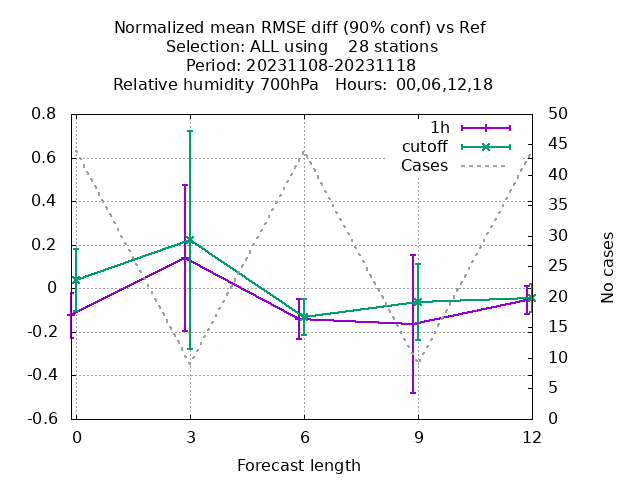 Normalized mean RMSE diff (90% conf) vs Ref
Selection: ALL using    28 stations
Period: 20231108-20231118
Relative humidity 700hPa   Hours: 00,06,12,18
1h
cutoff
Cases
0.8
0.6
0.4
0.2
0
-0.2
-0.4
-0.6
50
45
40
35
30
25
20
15
10
5
0
No cases
0 3 6 9 12
Forecast length